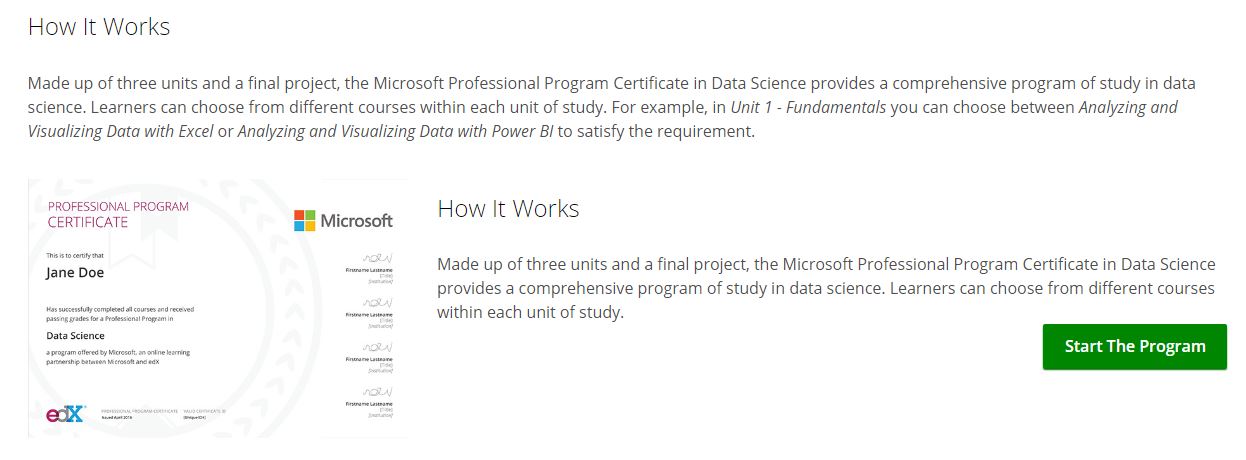 How It Works
Made up of three units and a final project, the Microsoft Professional Program Certificate in Data Science provides a comprehensive program of study in data
science. Learners can choose from different courses within each unit of study. For example, in Unit 1 - Fundamentals you can choose between Analyzing and
Visualizing Data with Excel or Analyzing and Visualizing Data with Power BI to satisfy the requirement.
PROFESSIONAL PROGRAM
CERTIFICATE
Microsoft
This is to certify that
Jane Doe
Has successfully completed all courses and received
passing grades for a Professional Program in
Data Science
a program offered by Microsoft, an online learning
partnership between Microsoft and edX
edX
PROFESSIONAL PROGRAM CERTIFICATE
Issued April 2016
VALID CERTIFICATE ID
Firstname Lastname
[Title]
[Institution]
Firstname Lastname
[Title]
[Institution]
Firstname Lastname
[Title]
[Institution]
Firstname Lastname
[Title]
[Institution]
How It Works
Made up of three units and a final project, the Microsoft Professional Program Certificate in Data Science
provides a comprehensive program of study in data science. Learners can choose from different courses
within each unit of study.
Start The Program